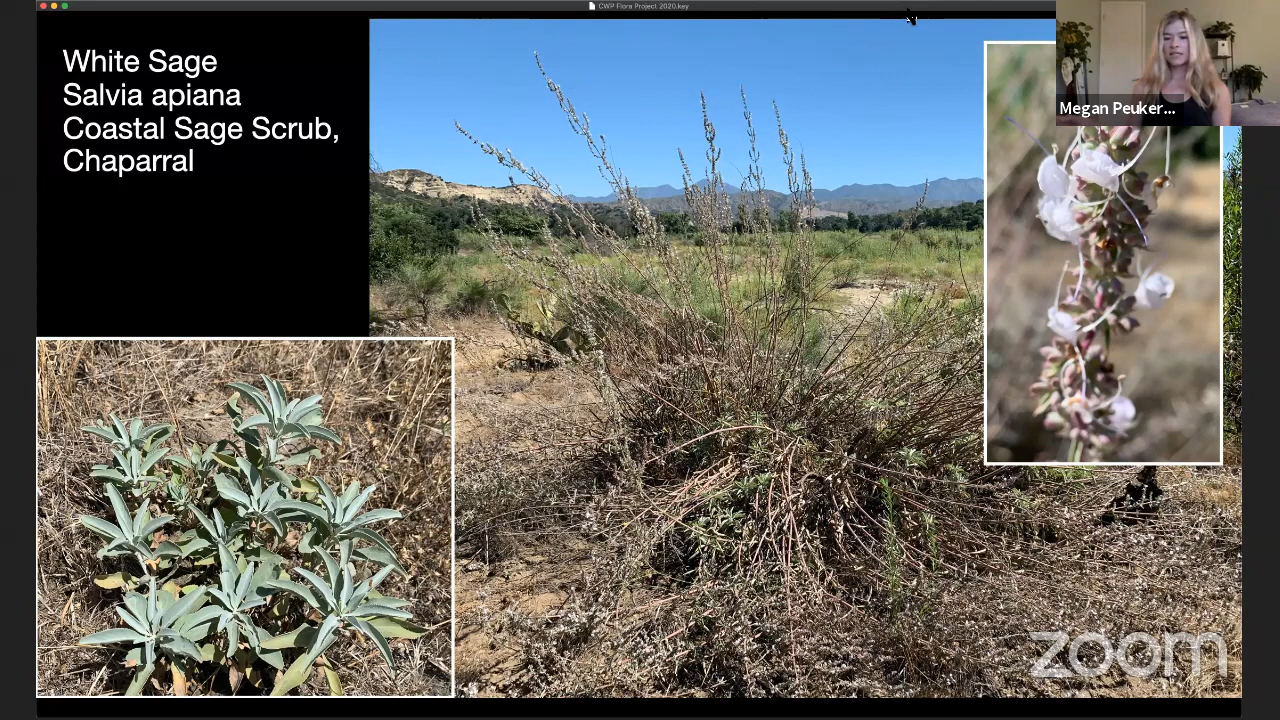 CWP Flora Project 2020.key
White Sage
Salvia apiana
Coastal Sage Scrub,
Chaparral
Megan Peuker...
zoom